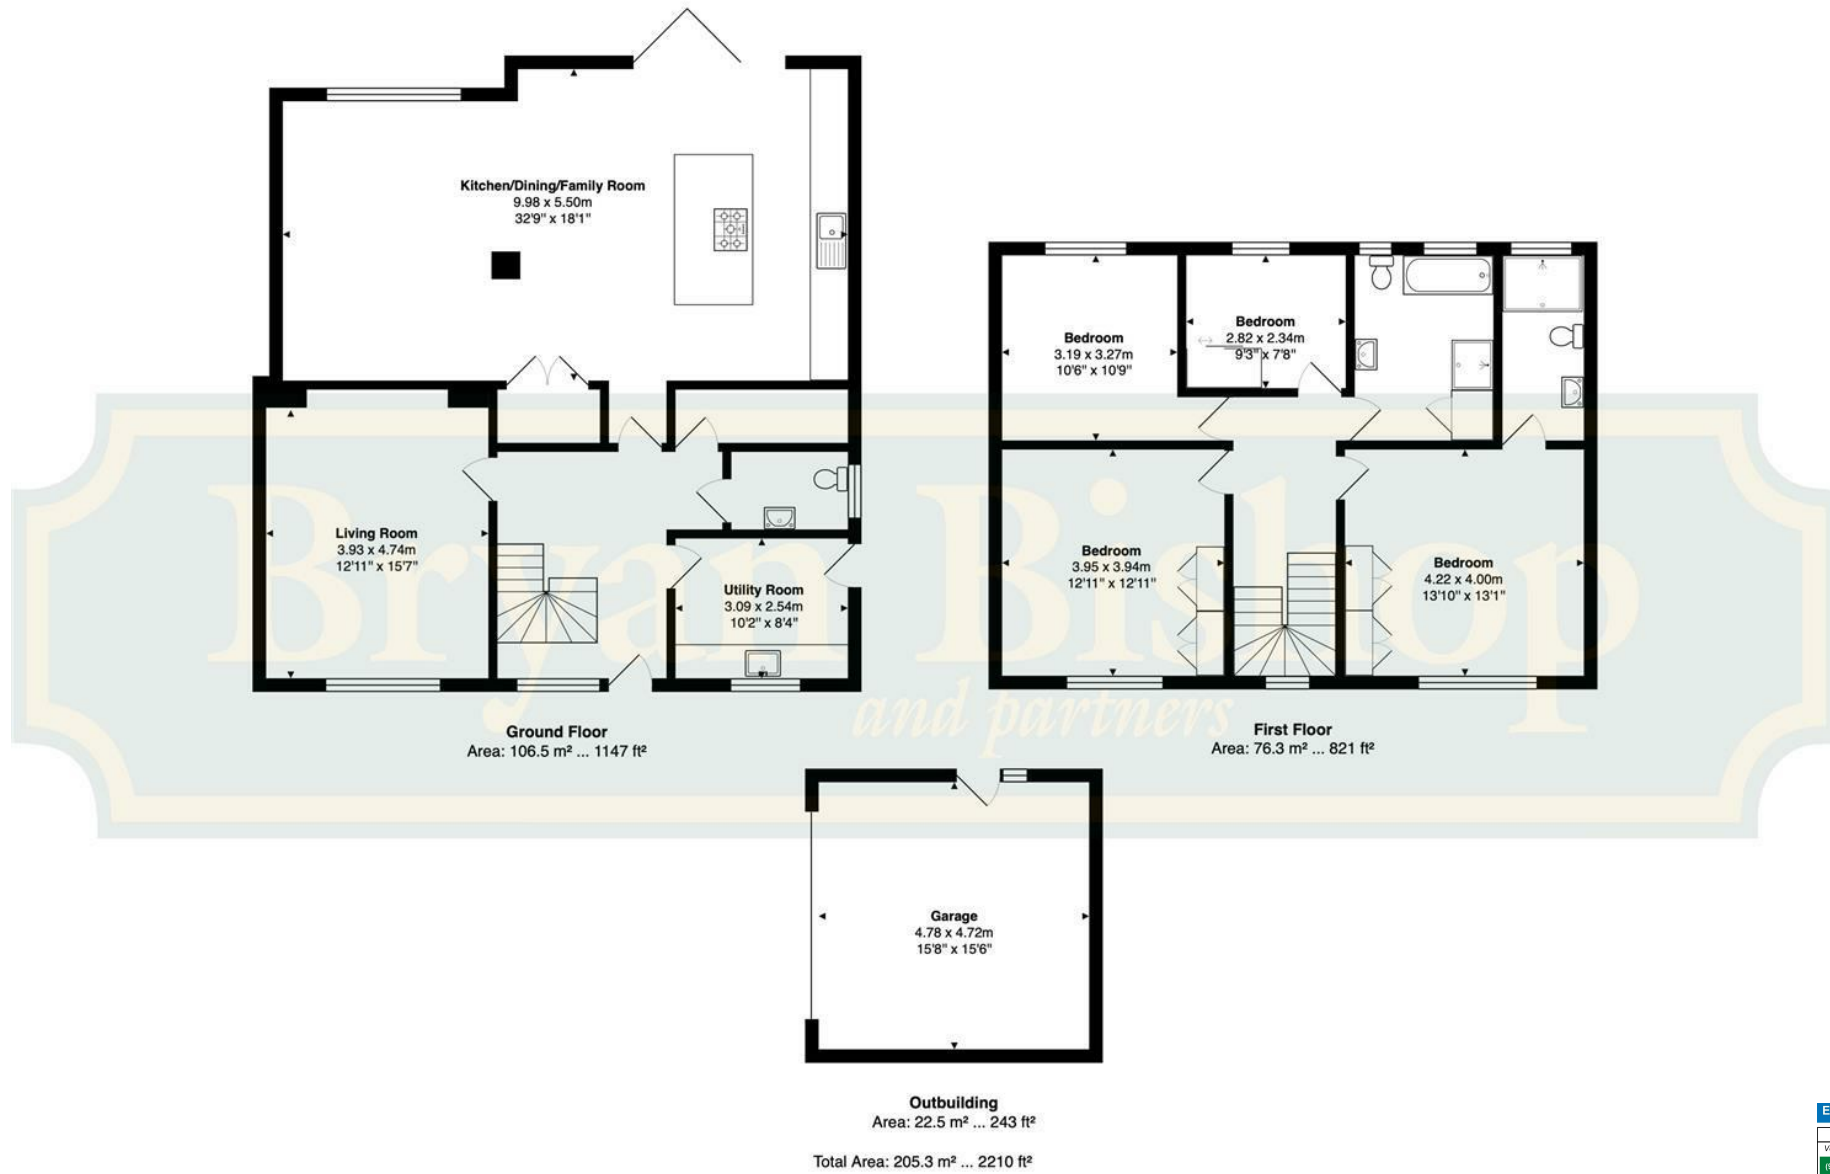 Kitchen/Dining/Family Room
9.98 x 5.50m
32'9" x 18'1"
Living Room
3.93 x 4.74m
12'11" x 15'7"
Utility Room
3.09 x 2.54m
10'2" x 8'4"
Ground Floor
Area: 106.5 m² ... 1147 ft²
Bedroom
3.19 x 3.27m
10'6" x 10'9"
Bedroom
2.82 x 2.34m
9'3" x 7'8"
Bedroom
3.95 x 3.94m
12'11" x 12'11"
Bedroom
4.22 x 4.00m
13'10" x 13'1"
First Floor
Area: 76.3 m² ... 821 ft²
Bryan Bishop
and partners
Garage
4.78 x 4.72m
15'8" x 15'6"
Outbuilding
Area: 22.5 m² ... 243 ft²
Total Area: 205.3 m² ... 2210 ft²